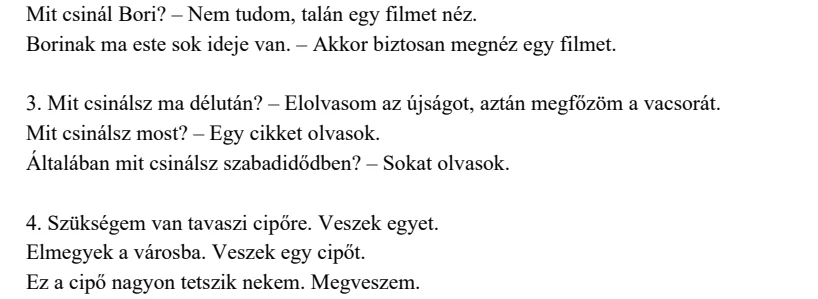 Mit csinál Bori? – Nem tudom, talán egy filmet néz.
Borinak ma este sok ideje van. – Akkor biztosan megnéz egy filmet.
3. Mit csinálsz ma délután? – Elolvasom az újságot, aztán megfőzöm a vacsorát.
Mit csinálsz most? – Egy cikket olvasok.
Általában mit csinálsz szabadidődben? – Sokat olvasok.
4. Szükségem van tavaszi cipőre. Veszek egyet.
Elmegyek a városba. Veszek egy cipőt.
Ez a cipő nagyon tetszik nekem. Megveszem.